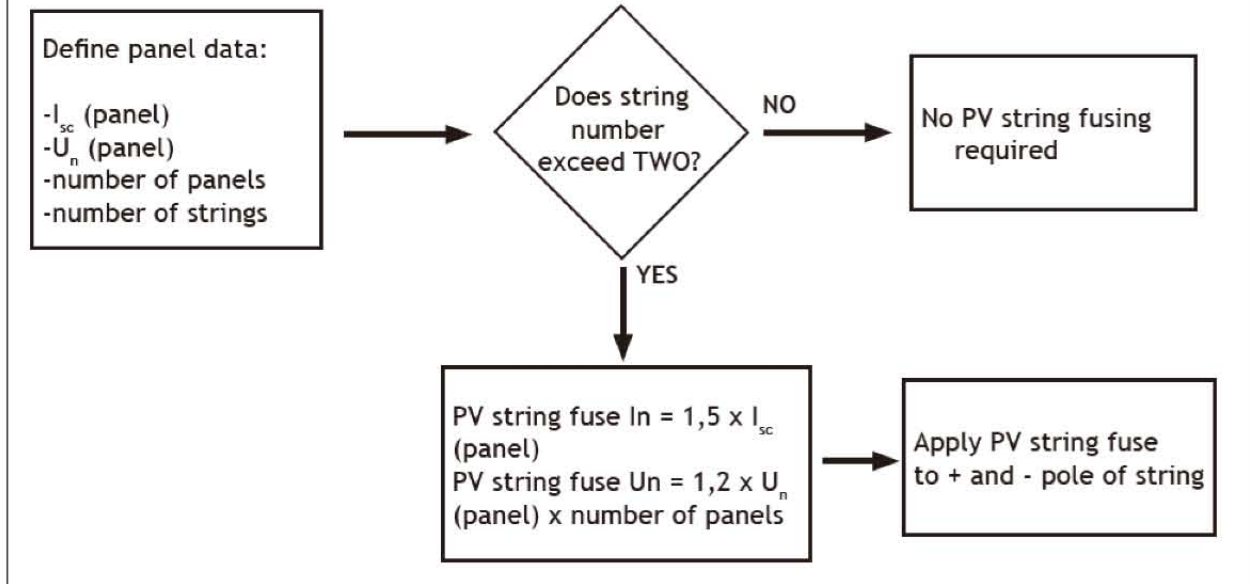 Define panel data:
-Isc (panel)
-Un (panel)
-number of panels
-number of strings
Does string
number
exceed TWO?
NO
No PV string fusing
required
YES
PV string fuse In = 1,5 x Isc
(panel)
PV string fuse Un = 1,2 x Un
(panel) x number of panels
Apply PV string fuse
to + and - pole of string